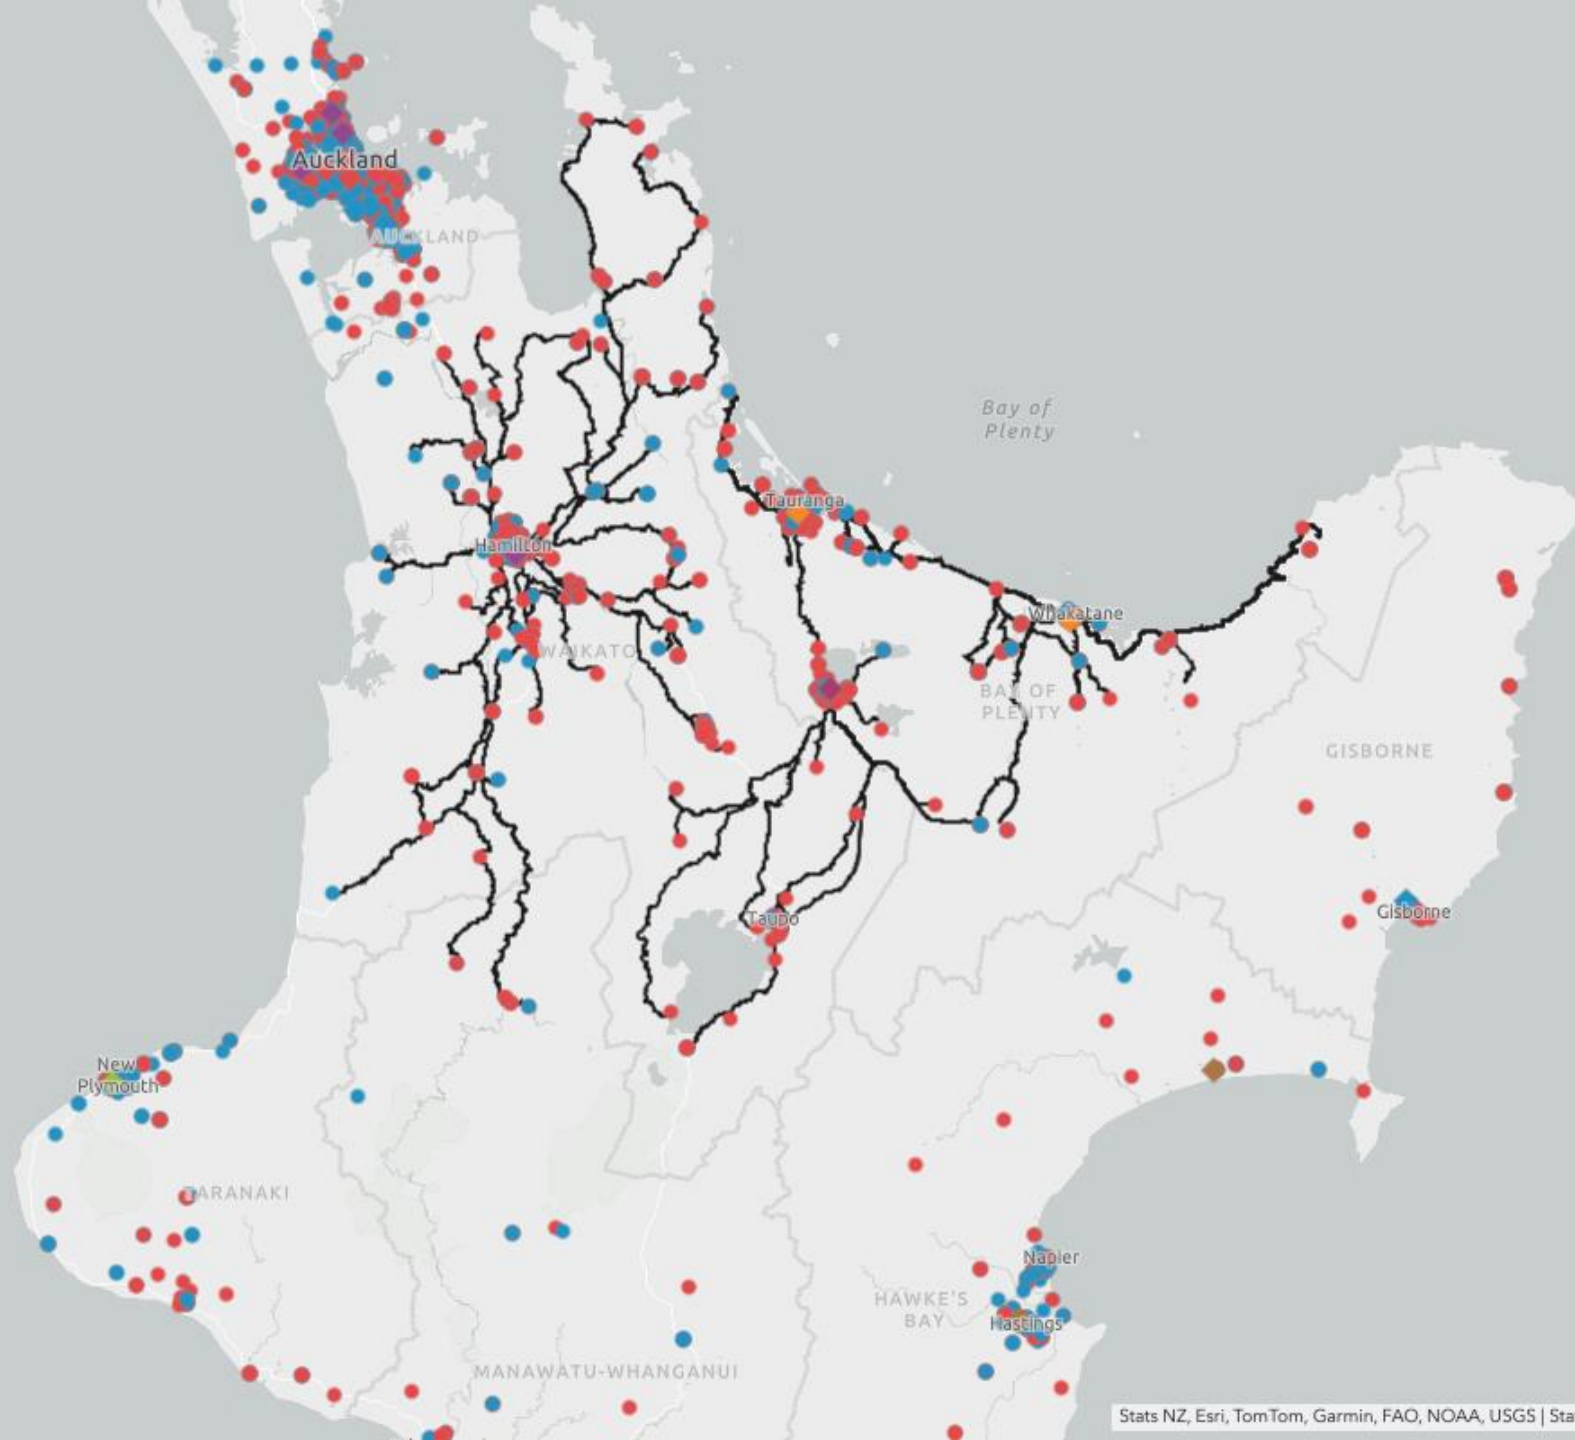 Auckland
AUCKLAND
Bay of
Plenty
Tauranga
Hamilton
Whakatane
WAIKATO
BAY OF
PLENTY
GISBORNE
Taupo
Gisborne
New
Plymouth
TARANAKI
Napier
HAWKE'S
BAY
Hastings
MANAWATU-WHANGANUI
Stats NZ, Esri, TomTom, Garmin, FAO, NOAA, USGS | Sta